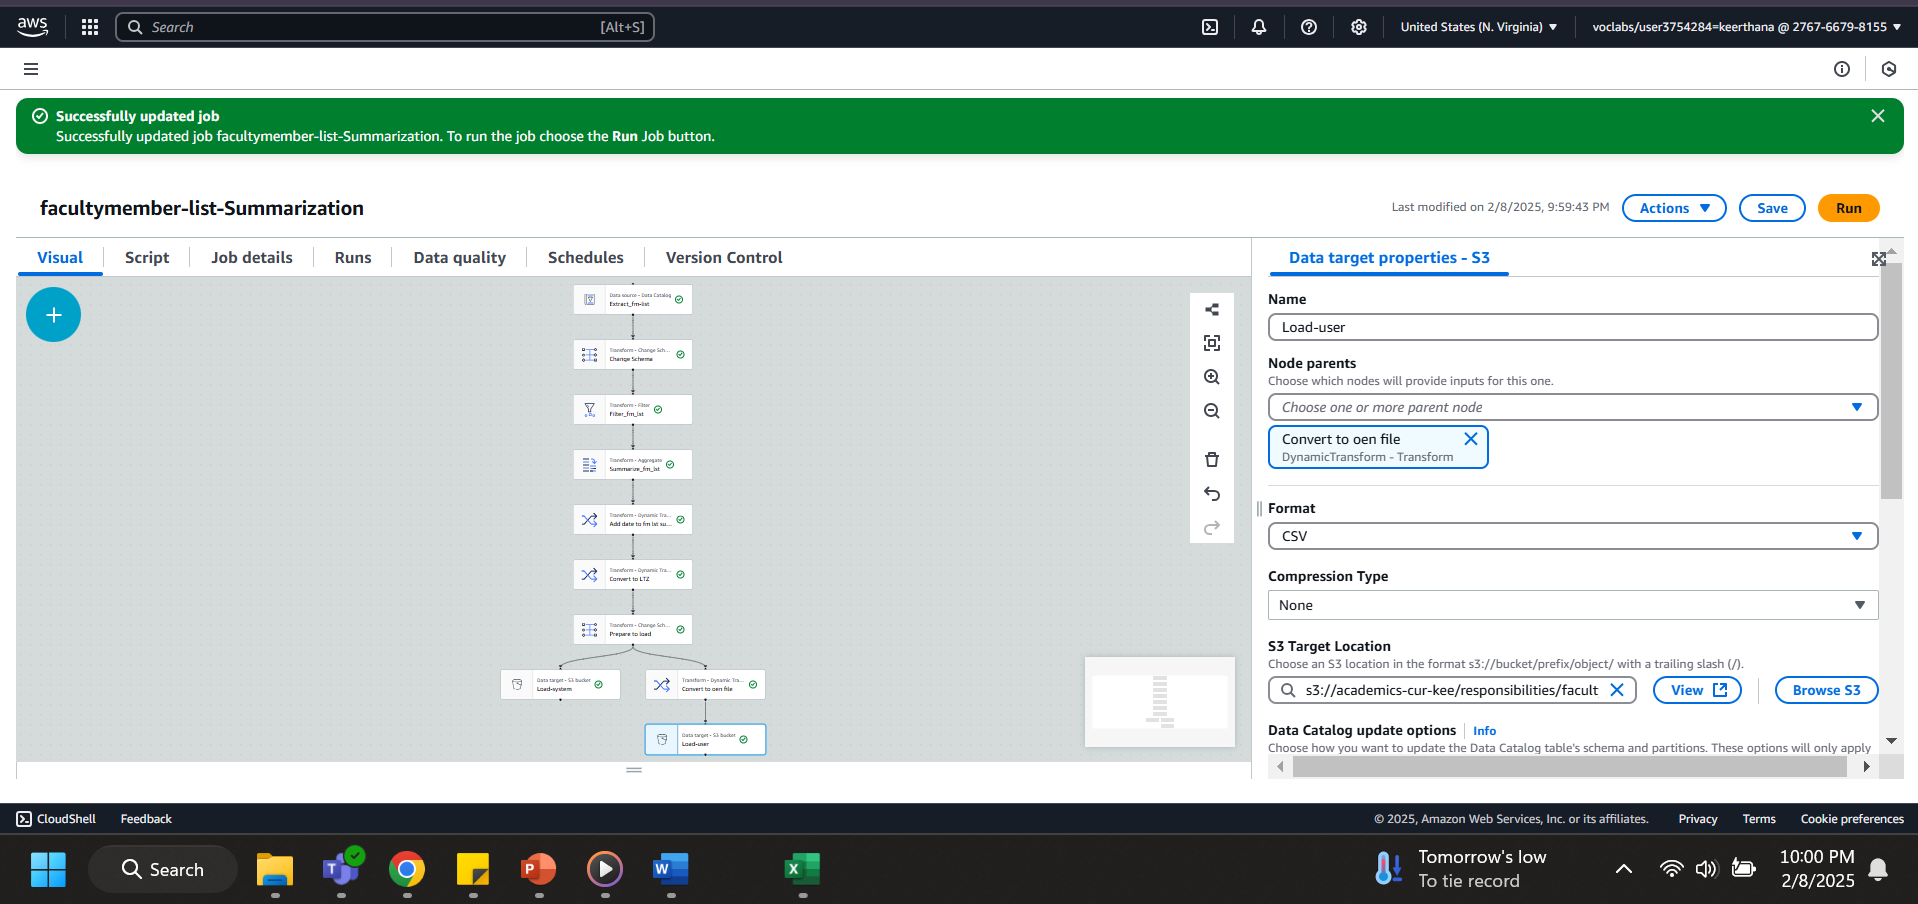 aws
Search
[Alt+S]
United States (N. Virginia)
voclabs/user3754284=keerthana @ 2767-6679-8155
Successfully updated job
Successfully updated job facultymember-list-Summarization. To run the job choose the Run Job button.
facultymember-list-Summarization
Last modified on 2/8/2025, 9:59:43 PM
Actions
Save
Run
Visual
Script
Job details
Runs
Data quality
Schedules
Version Control
Data source - Data Catalog
Extract_fm-list
Transform - Change Sch...
Change Schema
Transform - Filter
Filter_fm_lst
Transform - Aggregate
Summarize_fm_lst
Transform - Dynamic Tra...
Add date to fm lst su...
Transform - Dynamic Tra...
Convert to LTZ
Transform - Change Sch...
Prepare to load
Data target - S3 bucket
Load-system
Transform - Dynamic Tra...
Convert to oen file
Data target - S3 bucket
Load-user
Data target properties - S3
Name
Load-user
Node parents
Choose which nodes will provide inputs for this one.
Choose one or more parent node
Convert to oen file
DynamicTransform - Transform
Format
CSV
Compression Type
None
S3 Target Location
Choose an S3 location in the format s3://bucket/prefix/object/ with a trailing slash (/).
s3://academics-cur-kee/responsibilities/facult
View
Browse S3
Data Catalog update options
Info
Choose how you want to update the Data Catalog table's schema and partitions. These options will only apply
CloudShell
Feedback
© 2025, Amazon Web Services, Inc. or its affiliates.
Privacy
Terms
Cookie preferences
Search
Tomorrow's low
To tie record
10:00 PM
2/8/2025